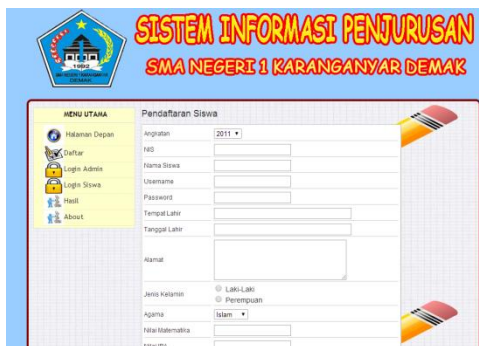 SISTEM INFORMASI PENJURUSAN
SMA NEGERI 1 KARANGANYAR DEMAK
1992
MENU UTAMA
Halaman Depan
Daftar
Login Admin
Login Siswa
Hasil
About
Pendaftaran Siswa
Angkatan 2011
NIS
Nama Siswa
Username
Password
Tempat Lahir
Tanggal Lahir
Alamat
Jenis Kelamin
Laki-Laki
Perempuan
Agama Islam
Nilai Matematika